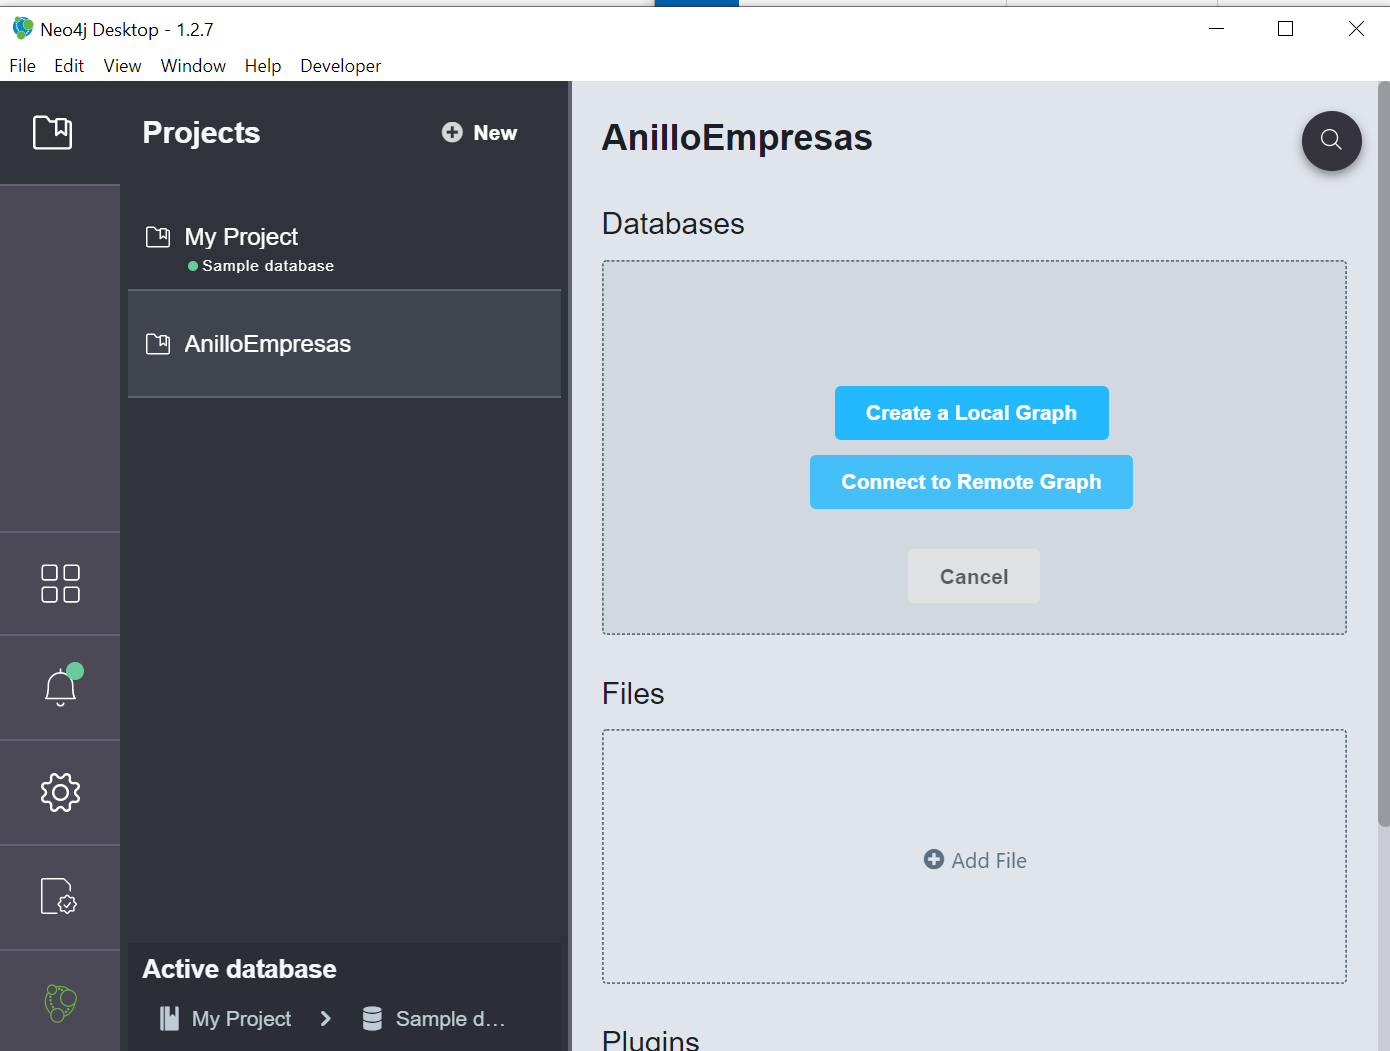 Neo4j Desktop - 1.2.7
File Edit View Window Help Developer
Projects
New
My Project
Sample database
AnilloEmpresas
Active database
My Project
Sample d...
AnilloEmpresas
Databases
Create a Local Graph
Connect to Remote Graph
Cancel
Files
Add File
Plugins